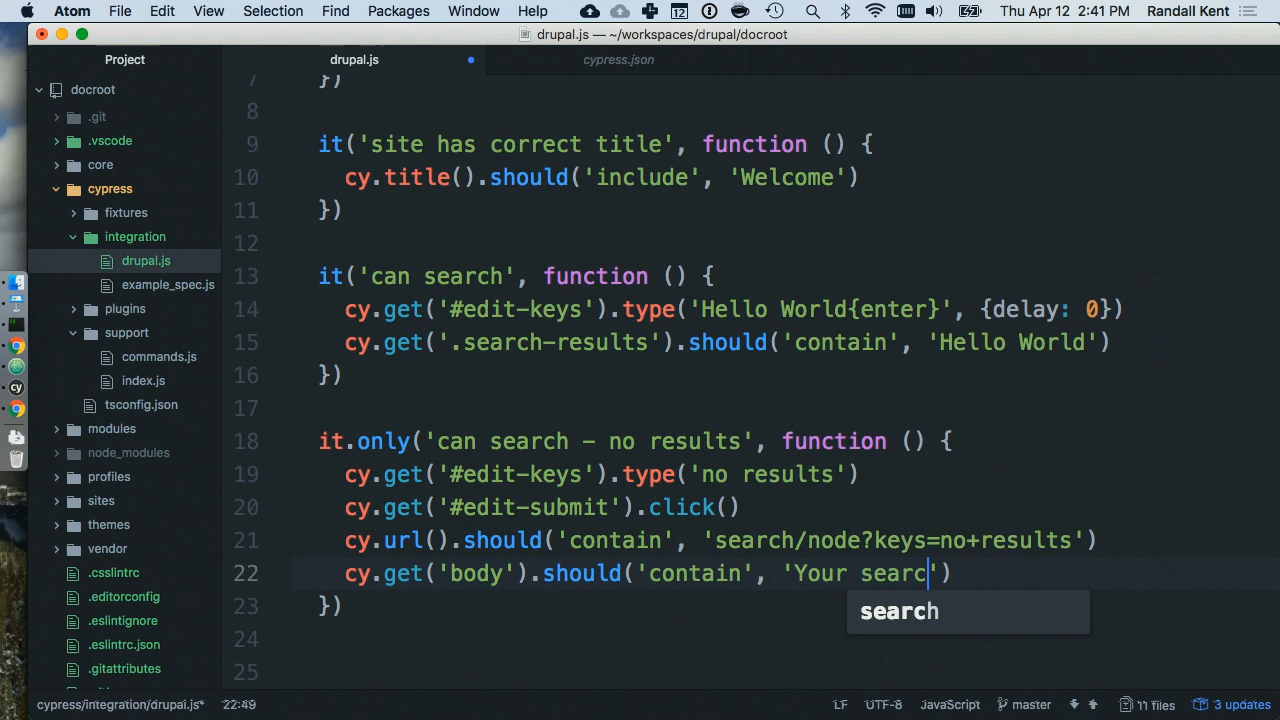 Atom File Edit View Selection Find Packages Window Help 12 Thu Apr 12 2:41 PM Randall Kent
drupal.js — ~/workspaces/drupal/docroot
Project
drupal.js
cypress.json
docroot
.git
.vscode
core
cypress
fixtures
integration
drupal.js
example_spec.js
plugins
support
commands.js
index.js
tsconfig.json
modules
node_modules
profiles
sites
themes
vendor
.csslintrc
.editorconfig
.eslintignore
.eslintrc.json
.gitattributes
7 })
8
9 it('site has correct title', function () {
10 cy.title().should('include', 'Welcome')
11 })
12
13 it('can search', function () {
14 cy.get('#edit-keys').type('Hello World{enter}', {delay: 0})
15 cy.get('.search-results').should('contain', 'Hello World')
16 })
17
18 it.only('can search - no results', function () {
19 cy.get('#edit-keys').type('no results')
20 cy.get('#edit-submit').click()
21 cy.url().should('contain', 'search/node?keys=no+results')
22 cy.get('body').should('contain', 'Your searc')
search
23 })
24
25
cypress/integration/drupal.js* 22:49 LF UTF-8 JavaScript master 11 files 3 updates
cy